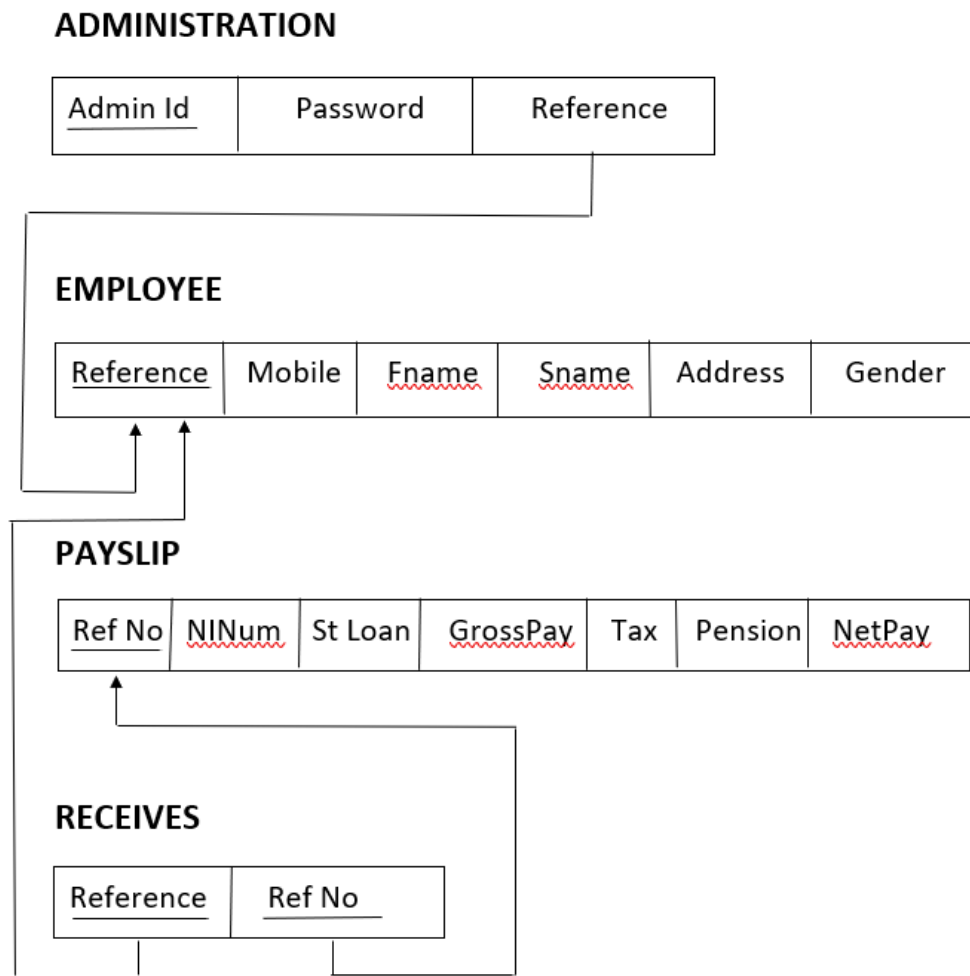 ADMINISTRATION
Admin Id Password Reference
EMPLOYEE
Reference Mobile Fname Sname Address Gender
PAYSLIP
Ref No NINum St Loan GrossPay Tax Pension NetPay
RECEIVES
Reference Ref No